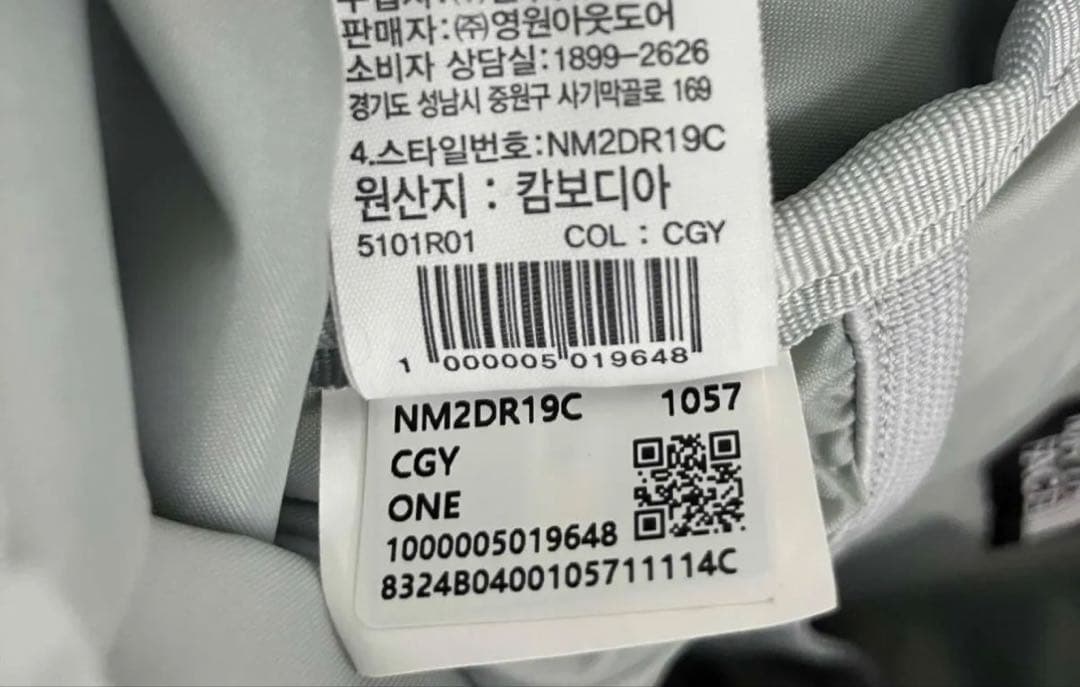 판매자:㈜영원아웃도어
소비자 상담실:1899-2626
경기도 성남시 중원구 사기막골로 169
4.스타일번호:NM2DR19C
원산지 : 캄보디아
5101R01 COL : CGY
1 000005 019648
NM2DR19C 1057
CGY
ONE
1000005019648
8324B0400105711114C